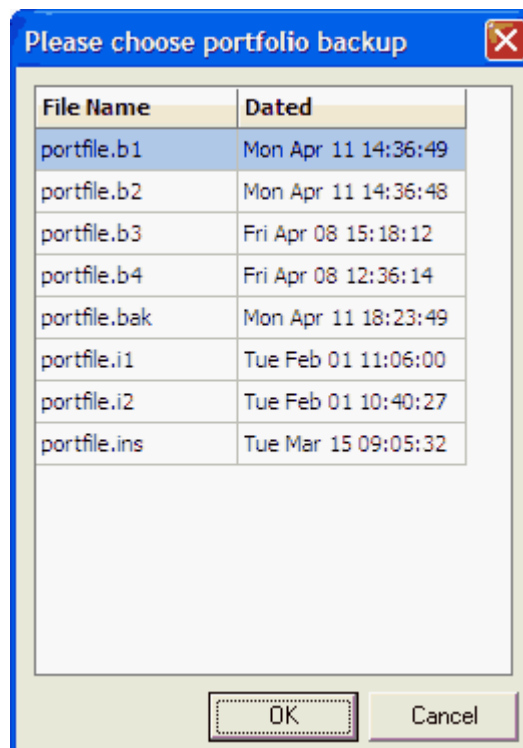 Please choose portfolio backup
File Name Dated
portfile.b1 Mon Apr 11 14:36:49
portfile.b2 Mon Apr 11 14:36:48
portfile.b3 Fri Apr 08 15:18:12
portfile.b4 Fri Apr 08 12:36:14
portfile.bak Mon Apr 11 18:23:49
portfile.i1 Tue Feb 01 11:06:00
portfile.i2 Tue Feb 01 10:40:27
portfile.ins Tue Mar 15 09:05:32
OK Cancel